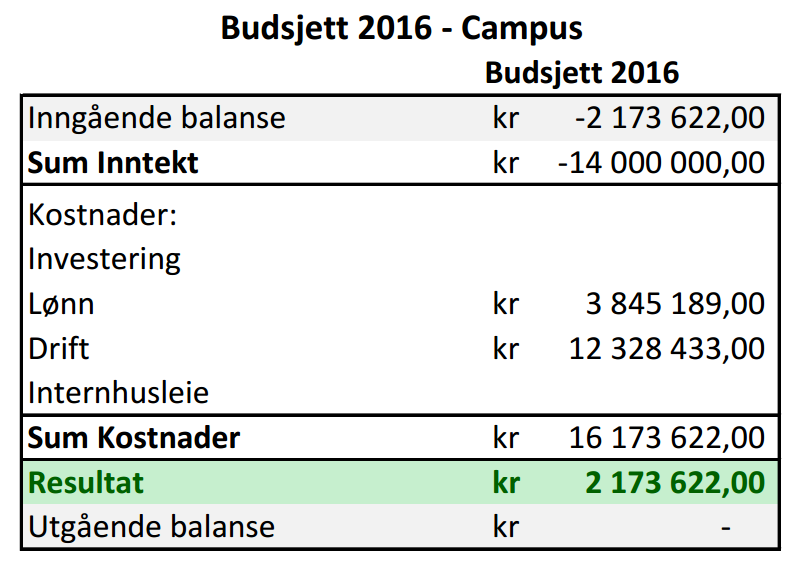 Budsjett 2016 - Campus
Budsjett 2016
Inngående balanse kr -2 173 622,00
Sum Inntekt kr -14 000 000,00
Kostnader:
Investering
Lønn kr 3 845 189,00
Drift kr 12 328 433,00
Internhusleie
Sum Kostnader kr 16 173 622,00
Resultat kr 2 173 622,00
Utgående balanse kr -